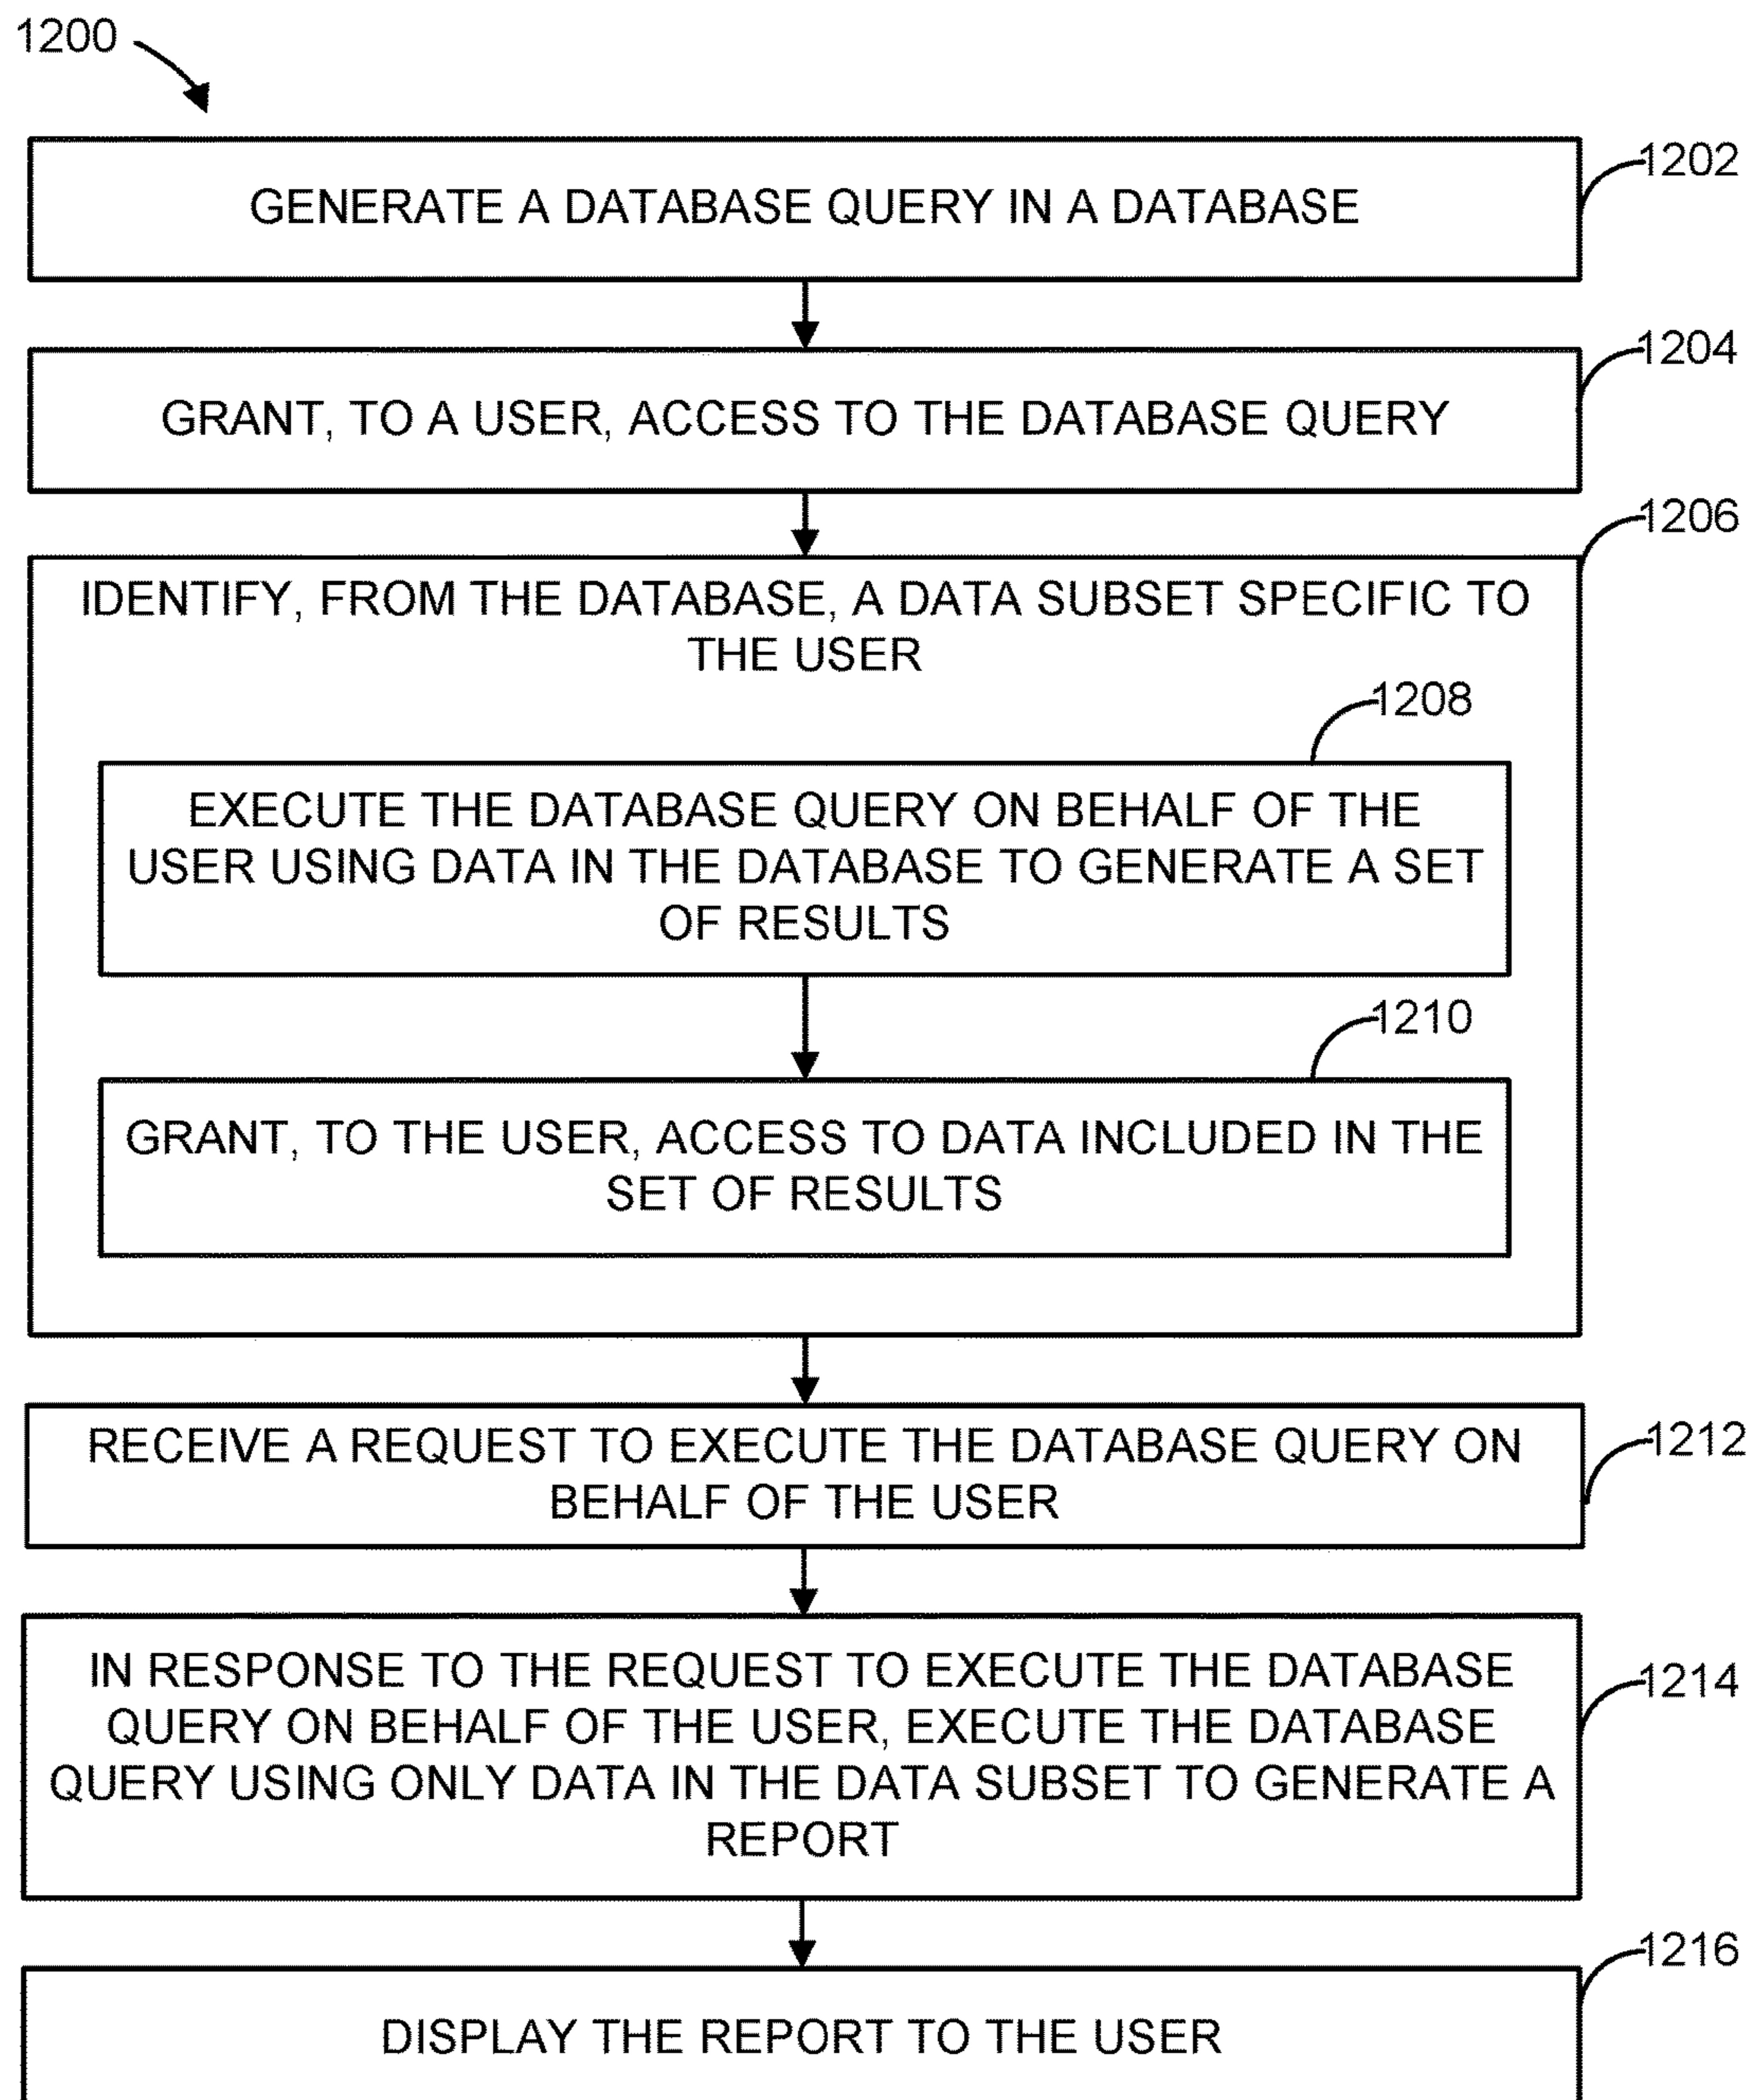 1200
1202
GENERATE A DATABASE QUERY IN A DATABASE
1204
GRANT, TO A USER, ACCESS TO THE DATABASE QUERY
1206
IDENTIFY, FROM THE DATABASE, A DATA SUBSET SPECIFIC TO
THE USER
1208
EXECUTE THE DATABASE QUERY ON BEHALF OF THE
USER USING DATA IN THE DATABASE TO GENERATE A SET
OF RESULTS
1210
GRANT, TO THE USER, ACCESS TO DATA INCLUDED IN THE
SET OF RESULTS
1212
RECEIVE A REQUEST TO EXECUTE THE DATABASE QUERY ON
BEHALF OF THE USER
1214
IN RESPONSE TO THE REQUEST TO EXECUTE THE DATABASE
QUERY ON BEHALF OF THE USER, EXECUTE THE DATABASE
QUERY USING ONLY DATA IN THE DATA SUBSET TO GENERATE A
REPORT
1216
DISPLAY THE REPORT TO THE USER